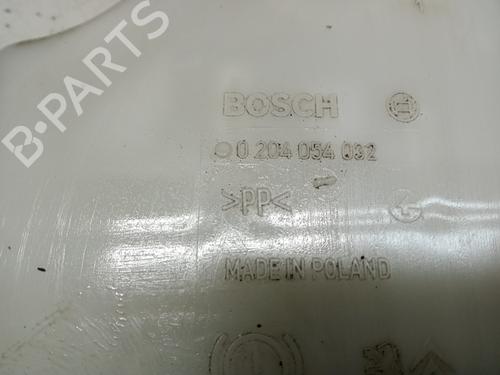 B-PARTS
BOSCH
0 204 054 032
>PP<
MADE IN POLAND